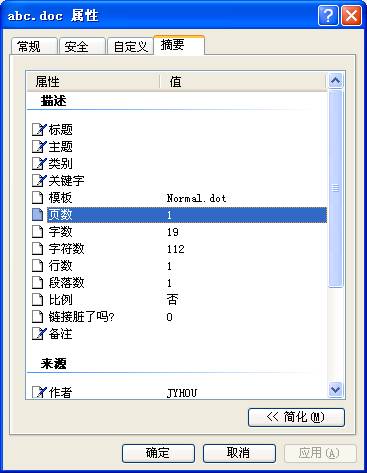 abc.doc 属性
常规 安全 自定义 摘要
属性 值
描述
标题
主题
类别
关键字
模板 Normal.dot
页数 1
字数 19
字符数 112
行数 1
段落数 1
比例 否
链接脏了吗? 0
备注
来源
作者 JYHOU
<< 简化(M)
确定 取消 应用(A)